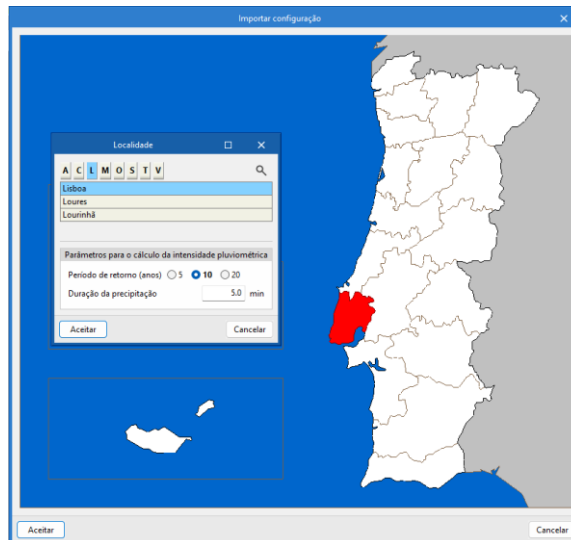 Importar configuração
Localidade
A C L M O S T V
Lisboa
Loures
Lourinhã
Parâmetros para o cálculo da intensidade pluviométrica
Período de retorno (anos) 5 10 20
Duração da precipitação 5.0 min
Aceitar Cancelar
Aceitar Cancelar